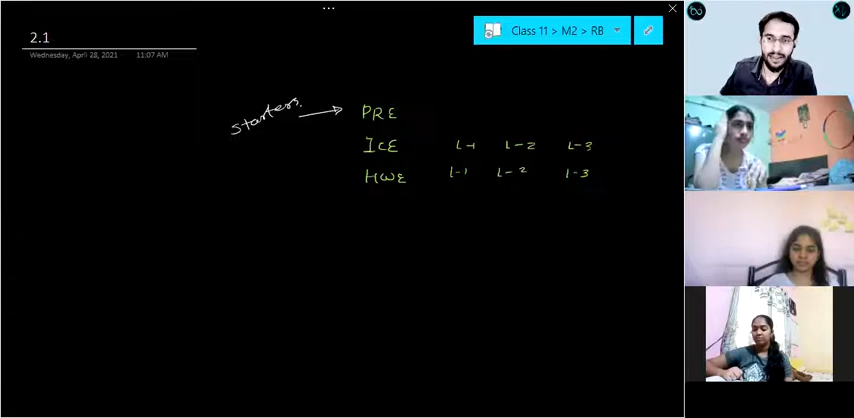 2.1
Wednesday, April 28, 2021 11:07 AM
Class 11 > M2 > RB
starters. → PRE
ICE L-1 L-2 L-3
HWE L-1 L-2 L-3